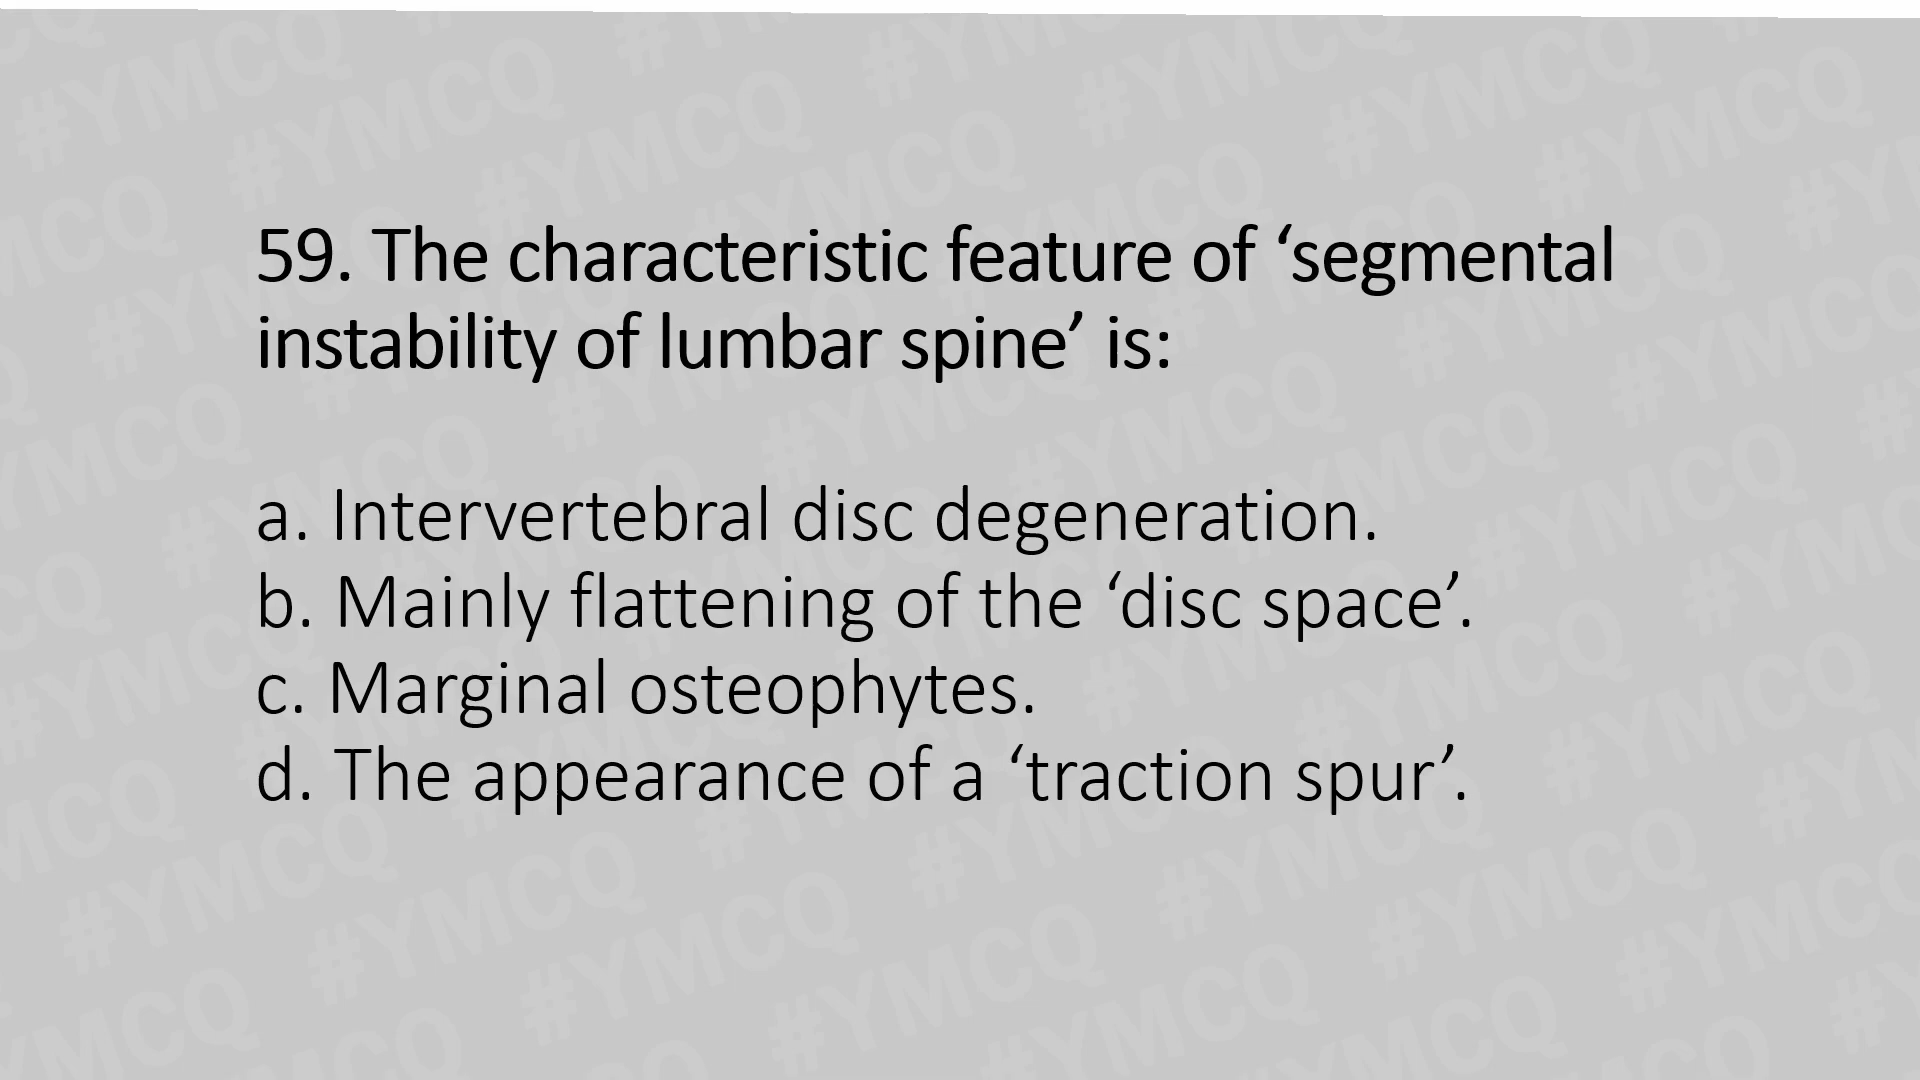 59. The characteristic feature of ‘segmental
instability of lumbar spine’ is:
a. Intervertebral disc degeneration.
b. Mainly flattening of the ‘disc space’.
c. Marginal osteophytes.
d. The appearance of a ‘traction spur’.
#YMCQ